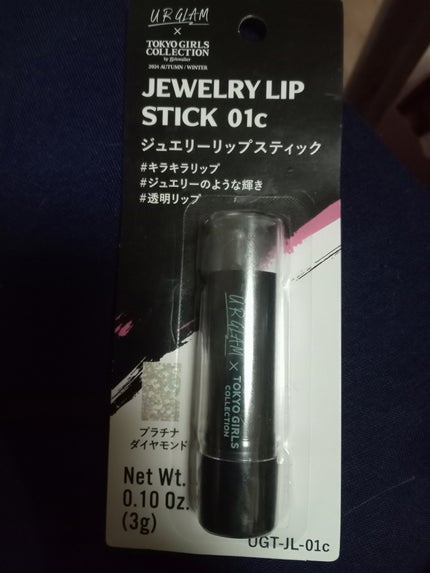 URGLAM
×
TOKYO GIRLS
COLLECTION
by girlswalker
2024 AUTUMN / WINTER
JEWELRY LIP
STICK 01c
ジュエリーリップスティック
#キラキラリップ
#ジュエリーのような輝き
#透明リップ
URGLAM × TOKYO GIRLS
COLLECTION
プラチナ
ダイヤモンド
Net Wt.
0.10 Oz.
(3g)
UGT-JL-01c